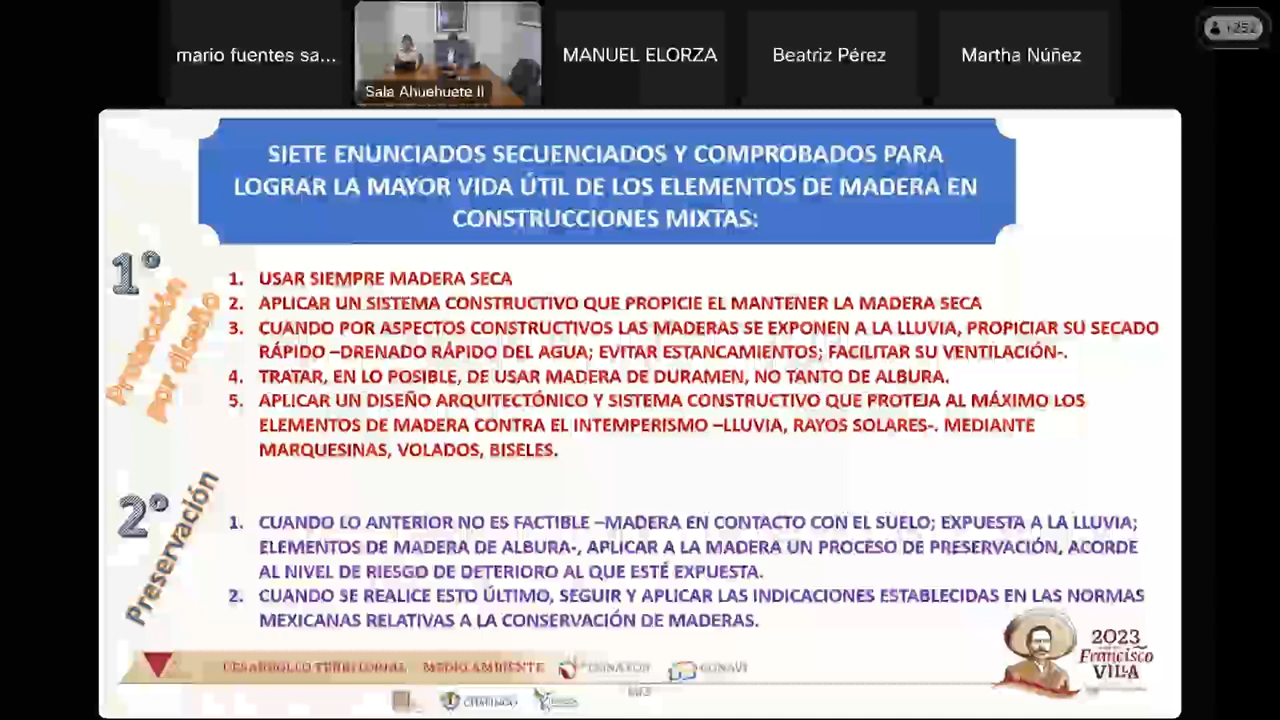 mario fuentes sa...
Sala Ahuehuete II
MANUEL ELORZA
Beatriz Pérez
Martha Núñez
+252
SIETE ENUNCIADOS SECUENCIADOS Y COMPROBADOS PARA
LOGRAR LA MAYOR VIDA ÚTIL DE LOS ELEMENTOS DE MADERA EN
CONSTRUCCIONES MIXTAS:
1°
Protección
por diseño
1. USAR SIEMPRE MADERA SECA
2. APLICAR UN SISTEMA CONSTRUCTIVO QUE PROPICIE EL MANTENER LA MADERA SECA
3. CUANDO POR ASPECTOS CONSTRUCTIVOS LAS MADERAS SE EXPONEN A LA LLUVIA, PROPICIAR SU SECADO
RÁPIDO –DRENADO RÁPIDO DEL AGUA; EVITAR ESTANCAMIENTOS; FACILITAR SU VENTILACIÓN-.
4. TRATAR, EN LO POSIBLE, DE USAR MADERA DE DURAMEN, NO TANTO DE ALBURA.
5. APLICAR UN DISEÑO ARQUITECTÓNICO Y SISTEMA CONSTRUCTIVO QUE PROTEJA AL MÁXIMO LOS
ELEMENTOS DE MADERA CONTRA EL INTEMPERISMO –LLUVIA, RAYOS SOLARES-. MEDIANTE
MARQUESINAS, VOLADOS, BISELES.
2°
Preservación
1. CUANDO LO ANTERIOR NO ES FACTIBLE –MADERA EN CONTACTO CON EL SUELO; EXPUESTA A LA LLUVIA;
ELEMENTOS DE MADERA DE ALBURA-, APLICAR A LA MADERA UN PROCESO DE PRESERVACIÓN, ACORDE
AL NIVEL DE RIESGO DE DETERIORO AL QUE ESTÉ EXPUESTA.
2. CUANDO SE REALICE ESTO ÚLTIMO, SEGUIR Y APLICAR LAS INDICACIONES ESTABLECIDAS EN LAS NORMAS
MEXICANAS RELATIVAS A LA CONSERVACIÓN DE MADERAS.
DESARROLLO TERRITORIAL MEDIO AMBIENTE CONAFOR CONAVI
2023
Francisco
VILLA